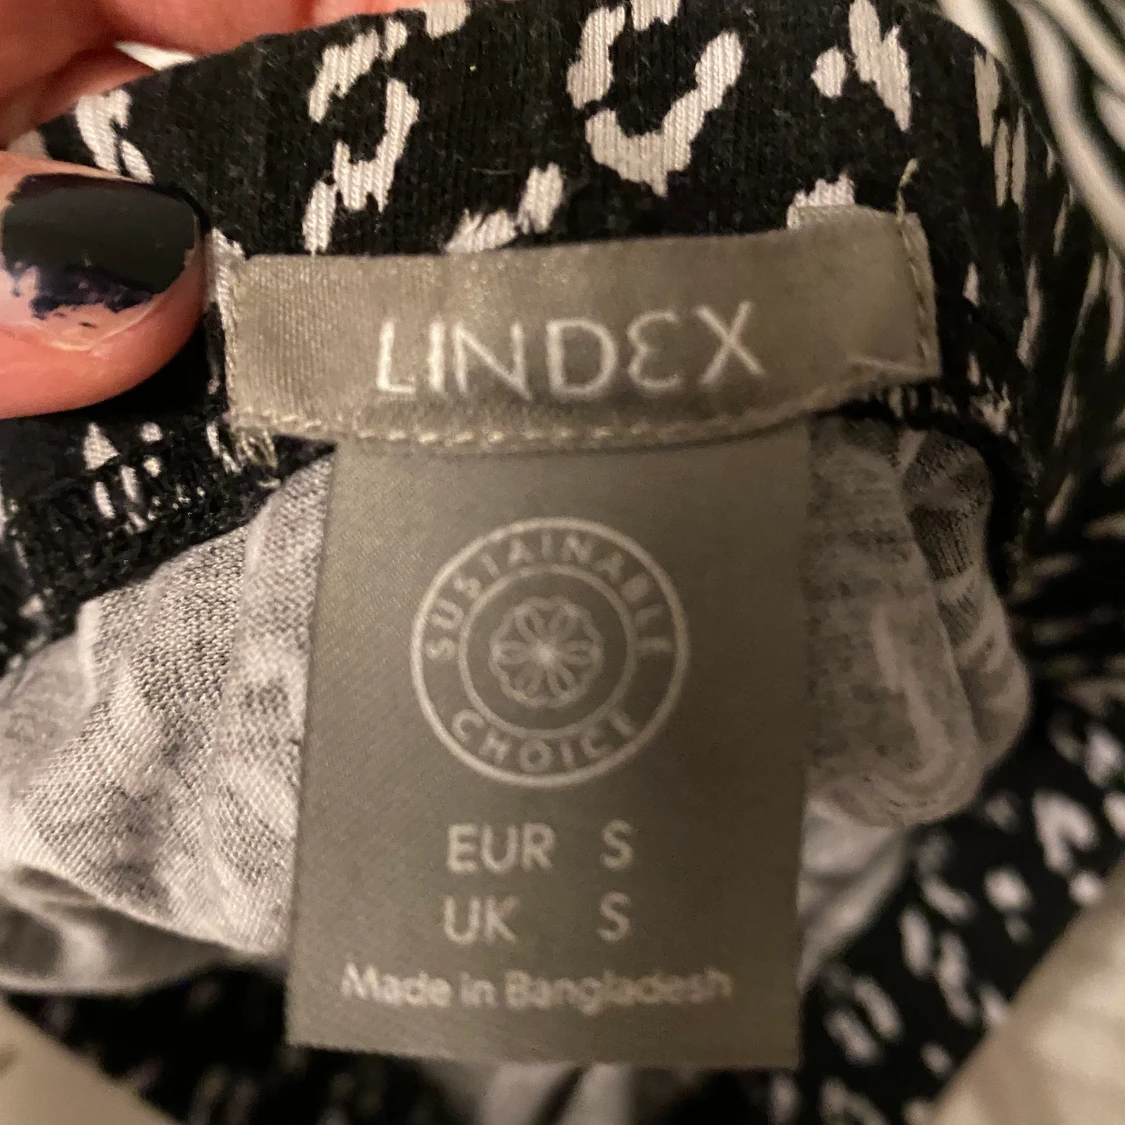 LINDEX
SUSTAINABLE
CHOICE
EUR S
UK S
Made in Bangladesh